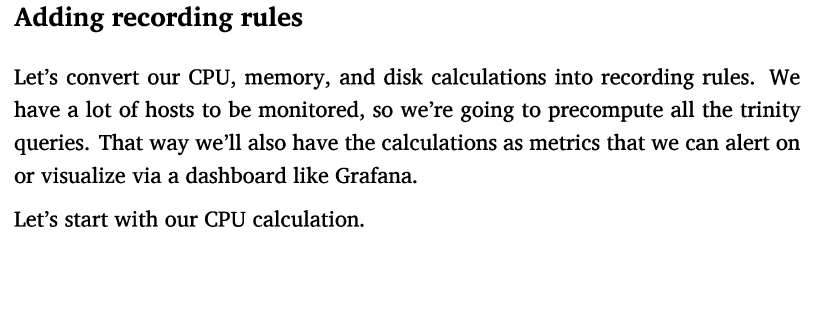 Adding recording rules
Let’s convert our CPU, memory, and disk calculations into recording rules. We
have a lot of hosts to be monitored, so we’re going to precompute all the trinity
queries. That way we’ll also have the calculations as metrics that we can alert on
or visualize via a dashboard like Grafana.
Let’s start with our CPU calculation.